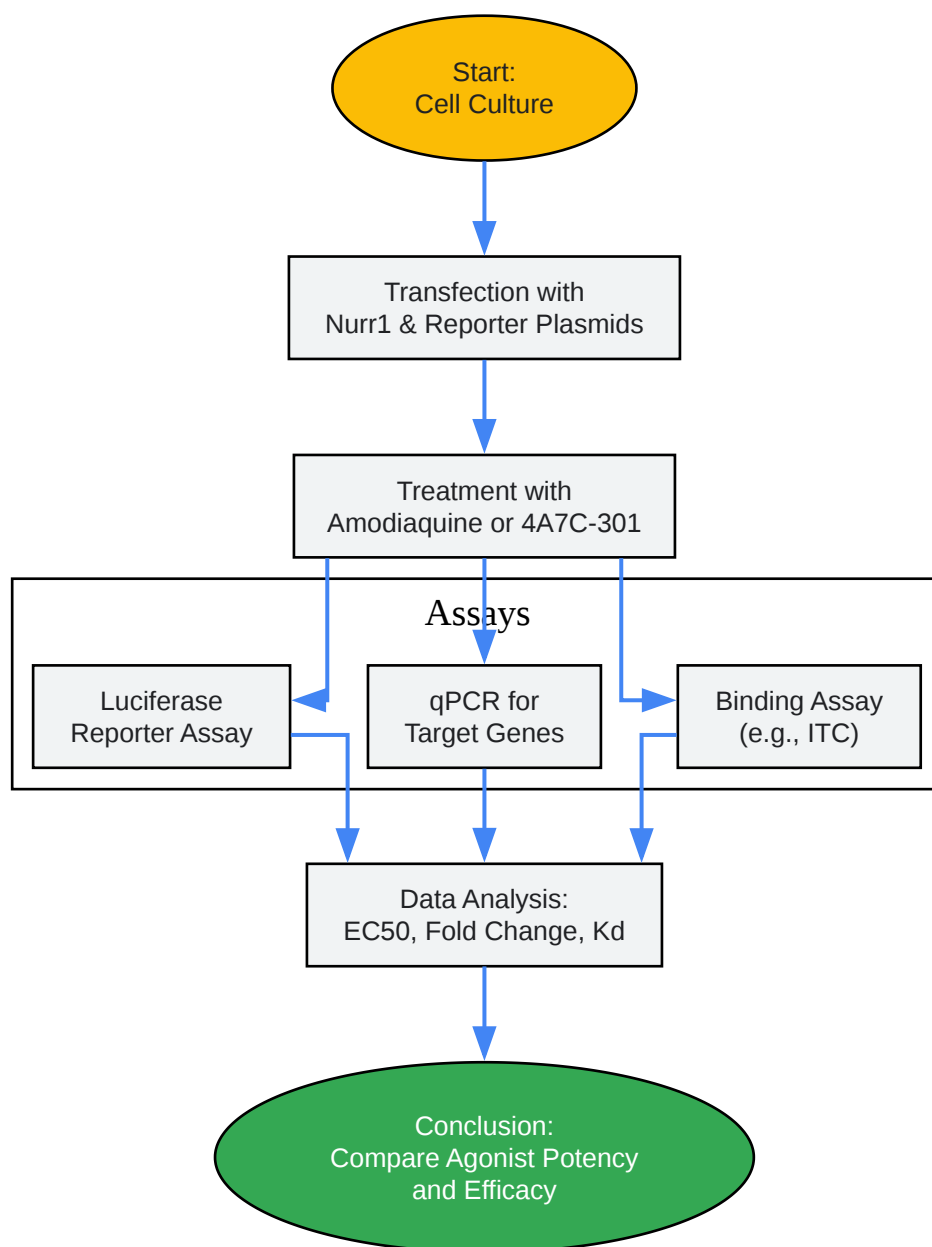 Start:
Cell Culture
Transfection with
Nurr1 & Reporter Plasmids
Treatment with
Amodiaquine or 4A7C-301
Assays
Luciferase
Reporter Assay
qPCR for
Target Genes
Binding Assay
(e.g., ITC)
Data Analysis:
EC50, Fold Change, Kd
Conclusion:
Compare Agonist Potency
and Efficacy